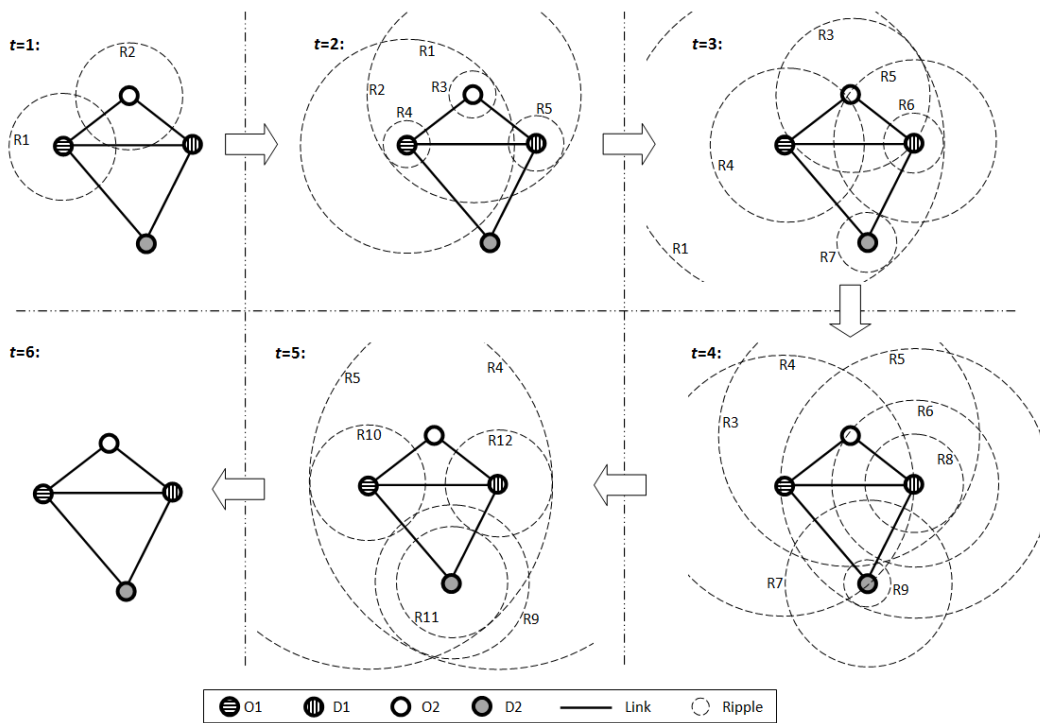 t=1:
R2
R1
t=2:
R1
R2
R3
R4
R5
t=3:
R3
R5
R6
R4
R7
R1
t=6:
t=5:
R5
R4
R10
R12
R11
R9
t=4:
R4
R5
R3
R6
R8
R7
R9
O1 D1 O2 D2 Link Ripple